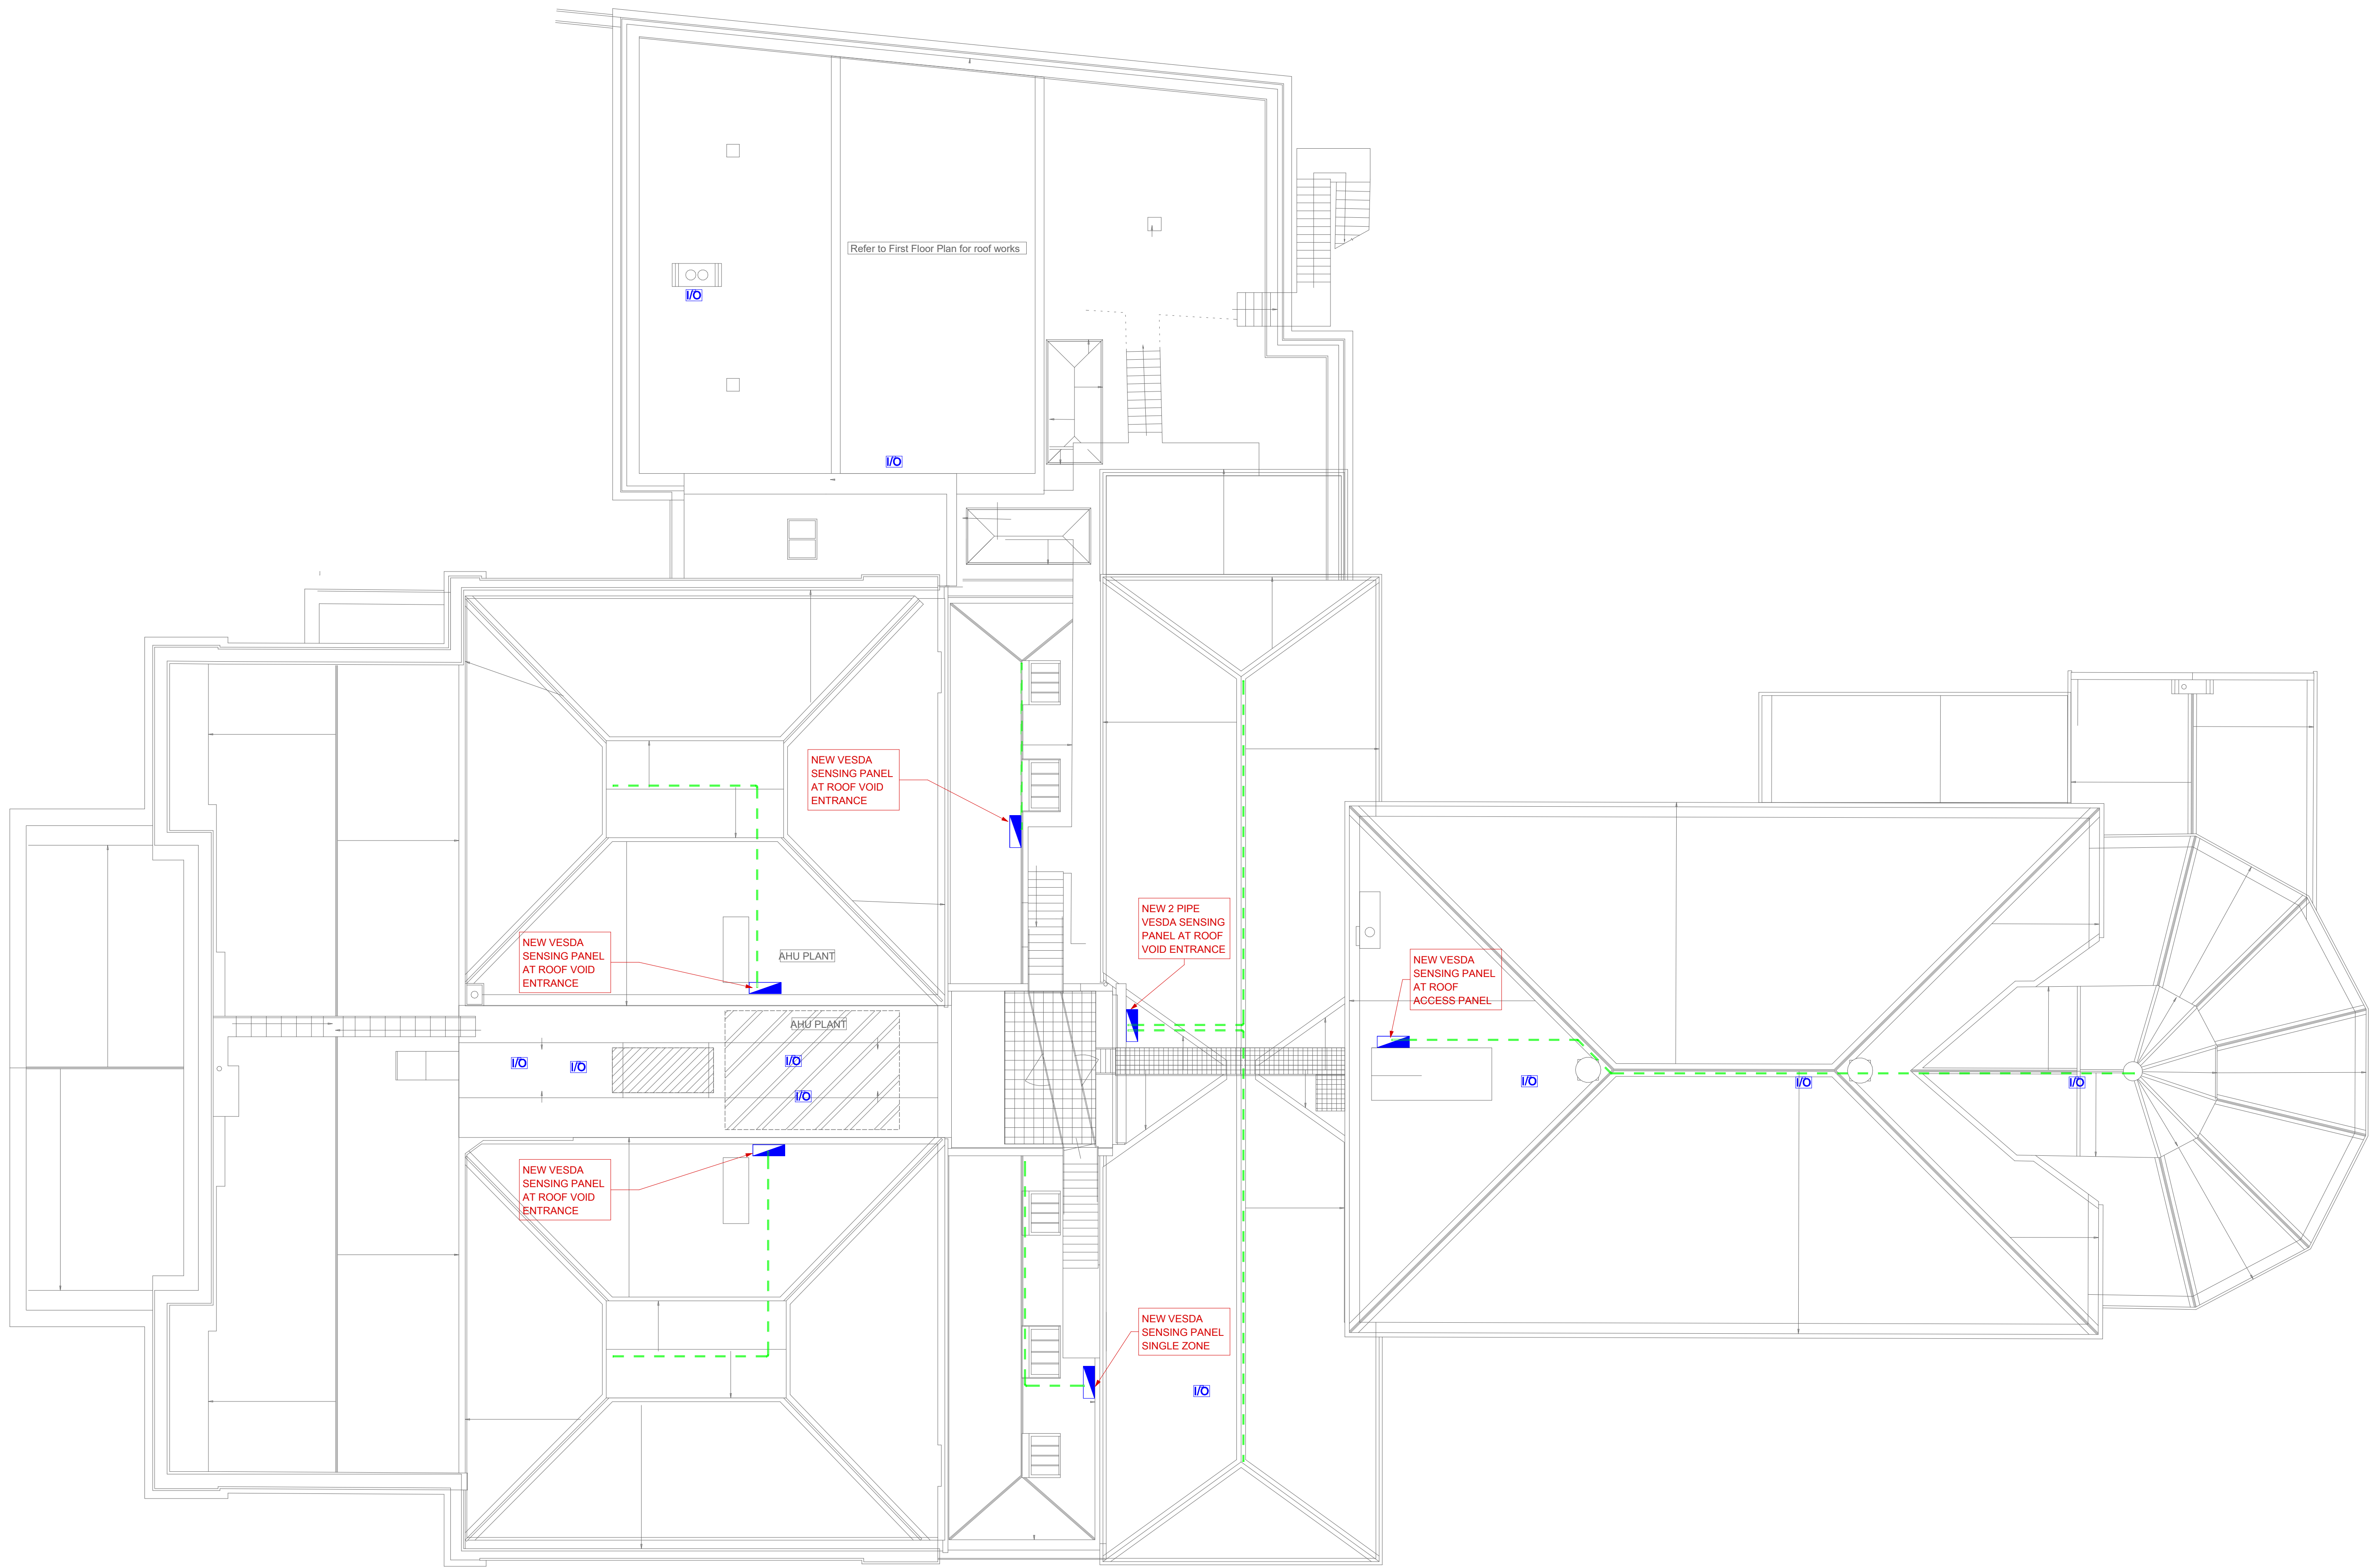 Refer to First Floor Plan for roof works
I/O
I/O
NEW VESDA
SENSING PANEL
AT ROOF VOID
ENTRANCE
NEW VESDA
SENSING PANEL
AT ROOF VOID
ENTRANCE
AHU PLANT
NEW 2 PIPE
VESDA SENSING
PANEL AT ROOF
VOID ENTRANCE
NEW VESDA
SENSING PANEL
AT ROOF
ACCESS PANEL
AHU PLANT
I/O
I/O
I/O
I/O
I/O
I/O
I/O
NEW VESDA
SENSING PANEL
AT ROOF VOID
ENTRANCE
NEW VESDA
SENSING PANEL
SINGLE ZONE
I/O